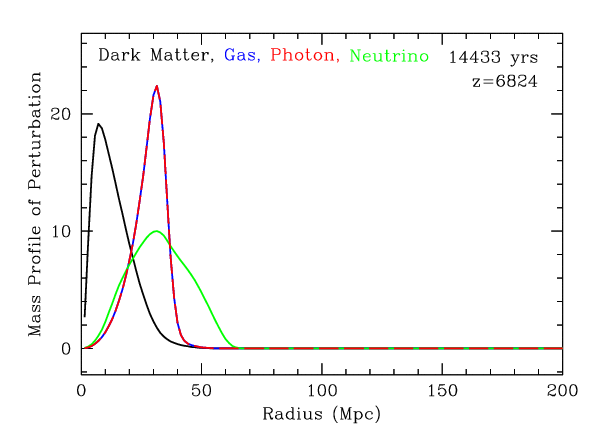 Dark Matter, Gas, Photon, Neutrino 14433 yrs
z=6824
Mass Profile of Perturbation
20
10
0
0 50 100 150 200
Radius (Mpc)